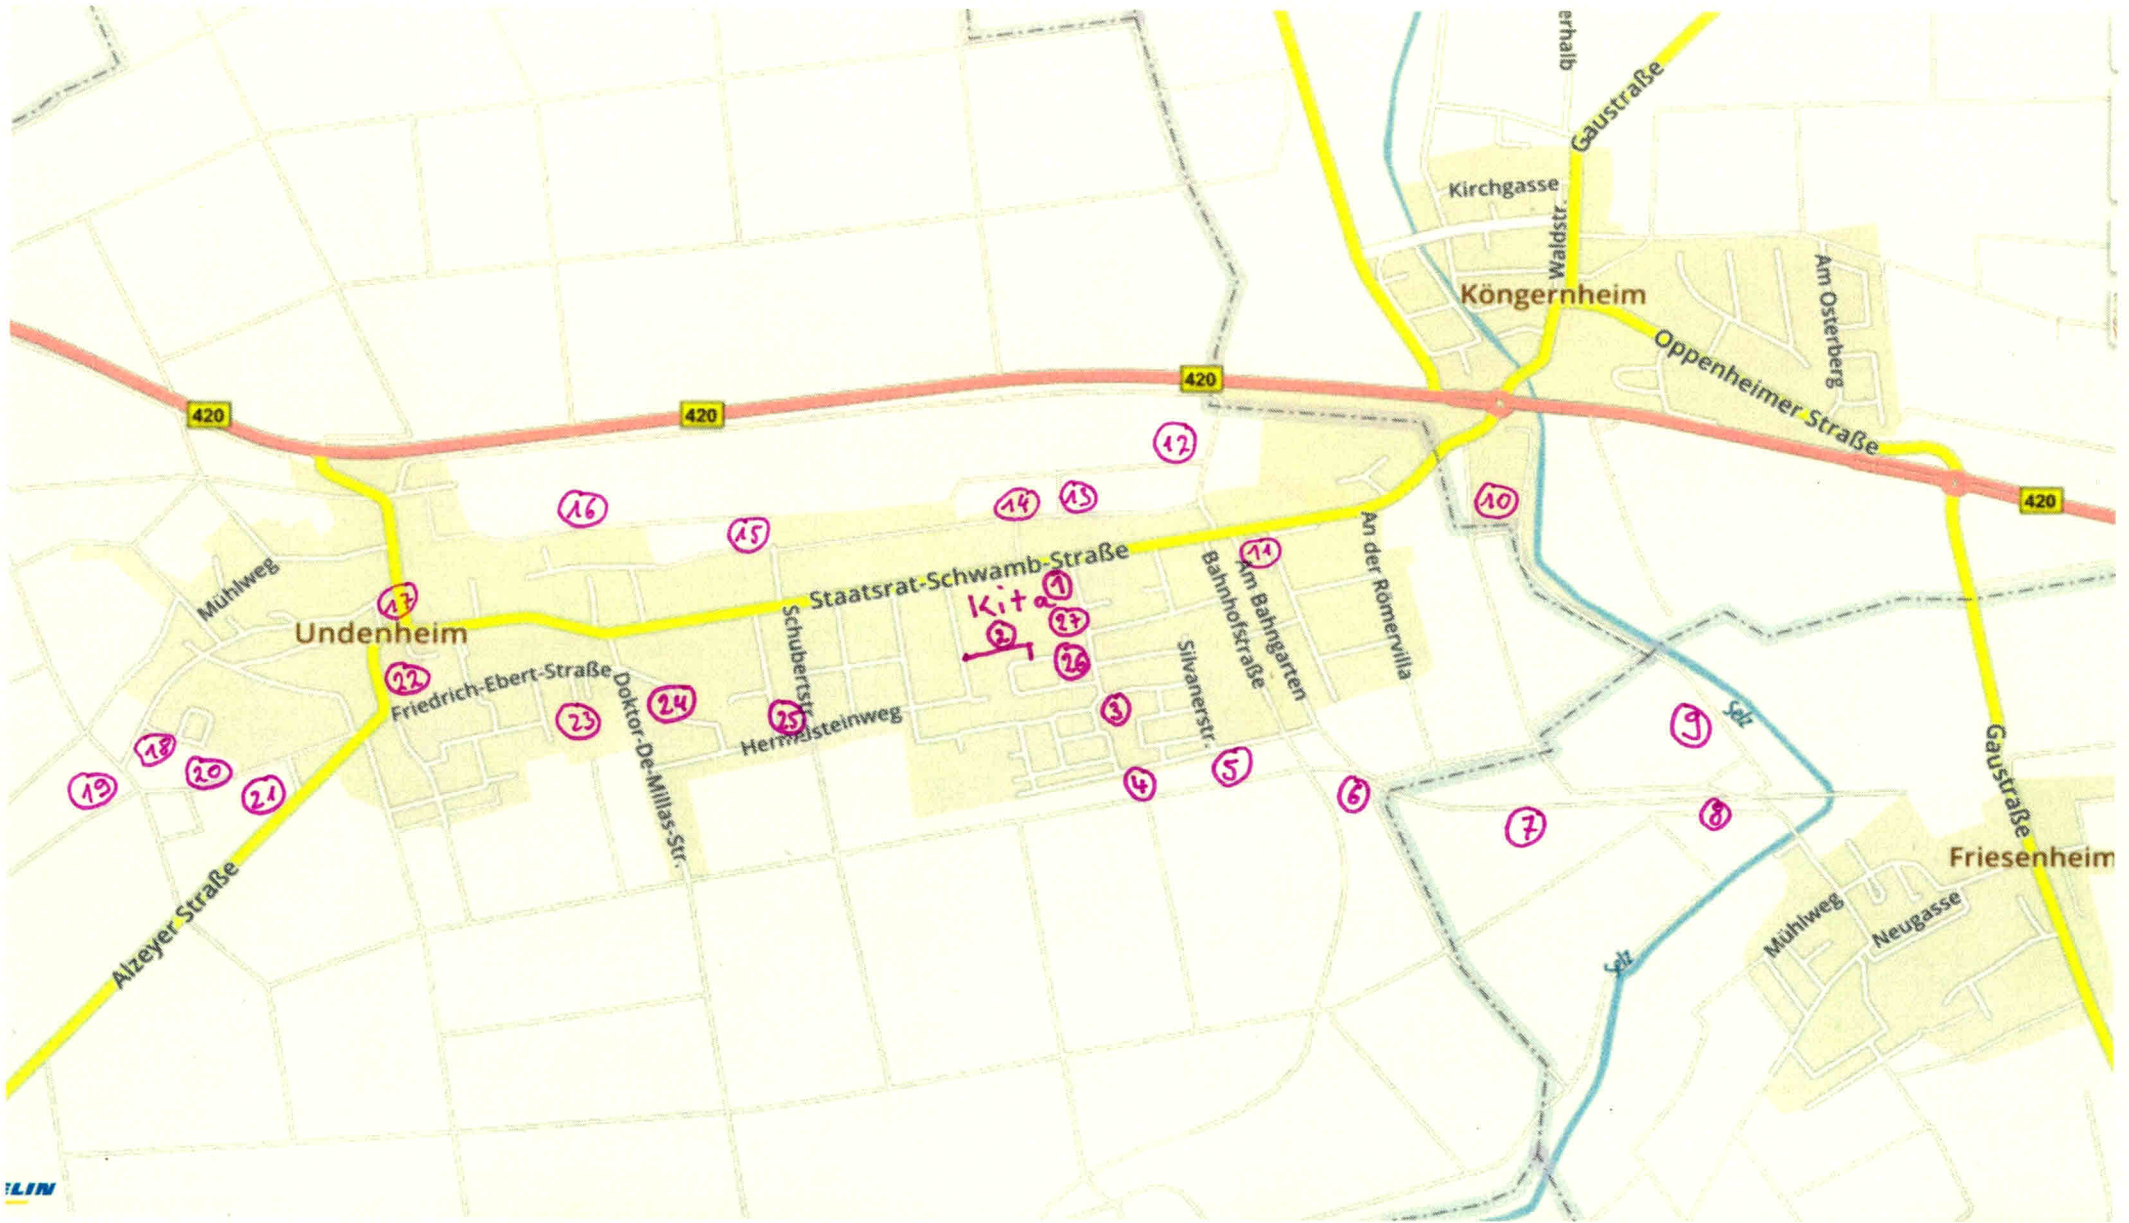 erhalb
Gaustraße
Kirchgasse
Waldstr.
Köngernheim
Am Osterberg
Oppenheimer Straße
420
420
420
420
12
16
14
13
10
15
11
Mühlweg
17
Undenheim
Staatsrat-Schwamb-Straße
Kita
1
27
2
26
Schubertstr.
Bahnhofstraße
Am Bahngarten
An der Römervilla
Silvanerstr.
22
Friedrich-Ebert-Straße
Doktor-De-Millas-Str.
23
24
25
Hermelsteinweg
3
4
5
6
7
8
9
Selz
18
19
20
21
Alzeyer Straße
Gaustraße
Friesenheim
Mühlweg
Neugasse
Selz
ELIN